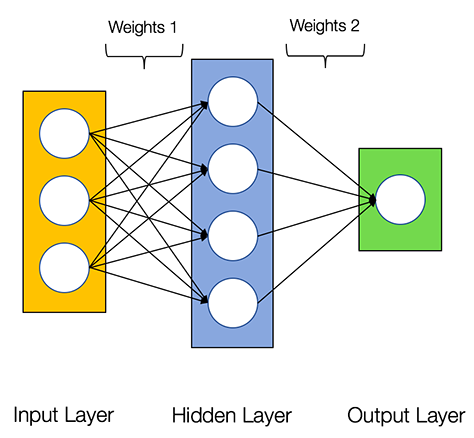 Weights 1
Weights 2
Input Layer
Hidden Layer
Output Layer